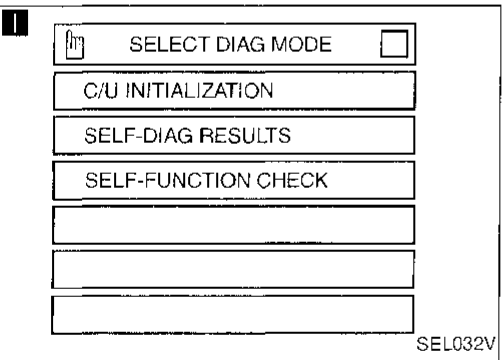 I
SELECT DIAG MODE
C/U INITIALIZATION
SELF-DIAG RESULTS
SELF-FUNCTION CHECK
SEL032V